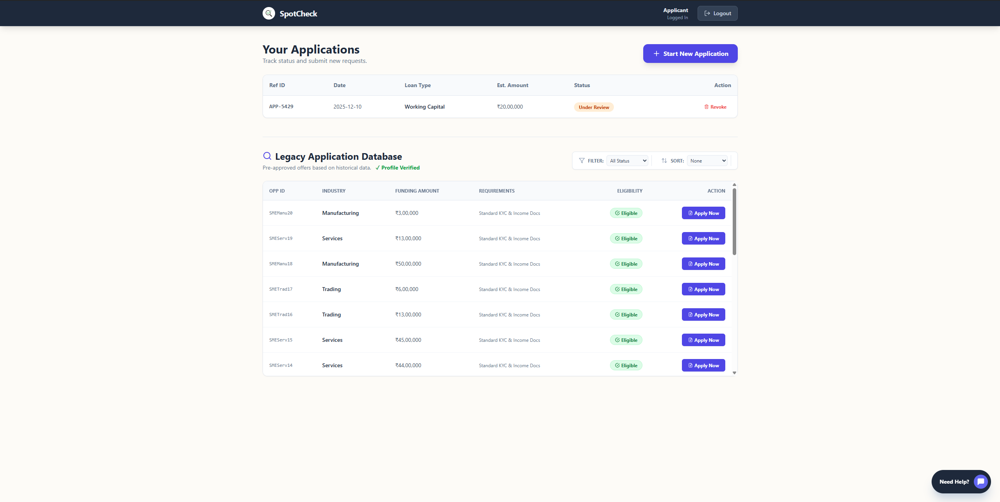 SpotCheck
Applicant
Logged In
Logout
Your Applications
Track status and submit new requests.
Start New Application
Ref ID Date Loan Type Est. Amount Status Action
APP-5429 2025-12-10 Working Capital ₹20,00,000 Under Review Revoke
Legacy Application Database
Pre-approved offers based on historical data. ✓ Profile Verified
FILTER: All Status SORT: None
OPP ID INDUSTRY FUNDING AMOUNT REQUIREMENTS ELIGIBILITY ACTION
SMEManu20 Manufacturing ₹3,00,000 Standard KYC & Income Docs Eligible Apply Now
SMEServ19 Services ₹13,00,000 Standard KYC & Income Docs Eligible Apply Now
SMEManu18 Manufacturing ₹50,00,000 Standard KYC & Income Docs Eligible Apply Now
SMETrad17 Trading ₹6,00,000 Standard KYC & Income Docs Eligible Apply Now
SMETrad16 Trading ₹13,00,000 Standard KYC & Income Docs Eligible Apply Now
SMEServ15 Services ₹45,00,000 Standard KYC & Income Docs Eligible Apply Now
SMEServ14 Services ₹44,00,000 Standard KYC & Income Docs Eligible Apply Now
Need Help?